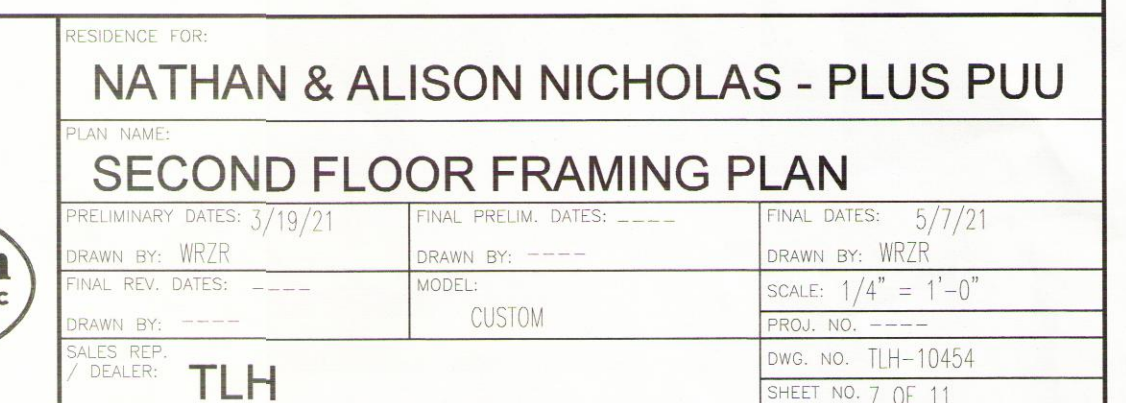 RESIDENCE FOR:
NATHAN & ALISON NICHOLAS - PLUS PUU
PLAN NAME:
SECOND FLOOR FRAMING PLAN
PRELIMINARY DATES: 3/19/21
DRAWN BY: WRZR
FINAL PRELIM. DATES: ----
DRAWN BY: ----
FINAL DATES: 5/7/21
DRAWN BY: WRZR
FINAL REV. DATES: ----
DRAWN BY: ----
MODEL:
CUSTOM
SCALE: 1/4" = 1'-0"
PROJ. NO. ----
SALES REP.
/ DEALER: TLH
DWG. NO. TLH-10454
SHEET NO. 7 OF 11